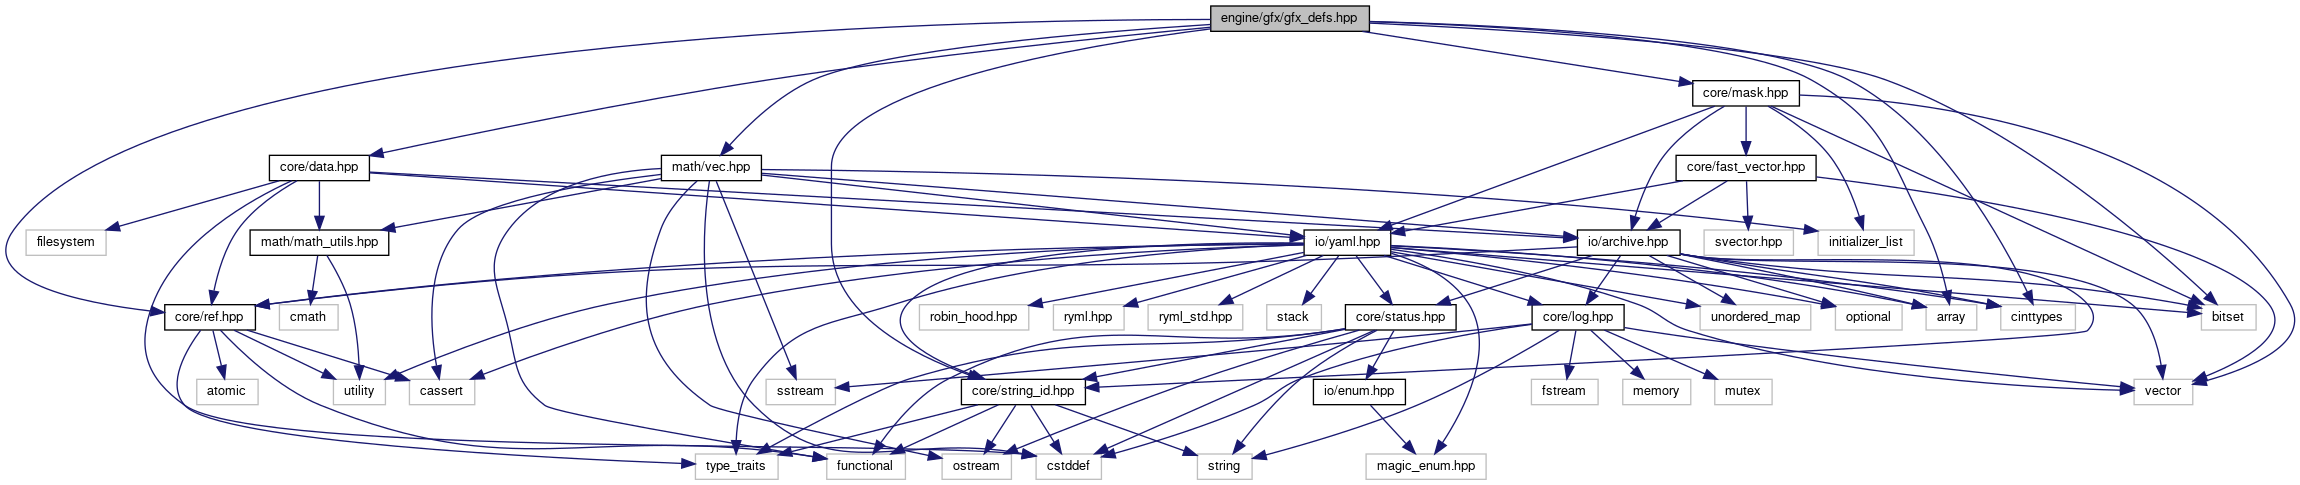 engine/gfx/gfx_defs.hpp
core/mask.hpp
core/data.hpp
math/vec.hpp
core/fast_vector.hpp
filesystem
math/math_utils.hpp
io/yaml.hpp
io/archive.hpp
svector.hpp
initializer_list
core/ref.hpp
cmath
robin_hood.hpp
ryml.hpp
ryml_std.hpp
stack
core/status.hpp
core/log.hpp
unordered_map
optional
array
cinttypes
bitset
atomic
utility
cassert
sstream
core/string_id.hpp
io/enum.hpp
fstream
memory
mutex
vector
type_traits
functional
ostream
cstddef
string
magic_enum.hpp